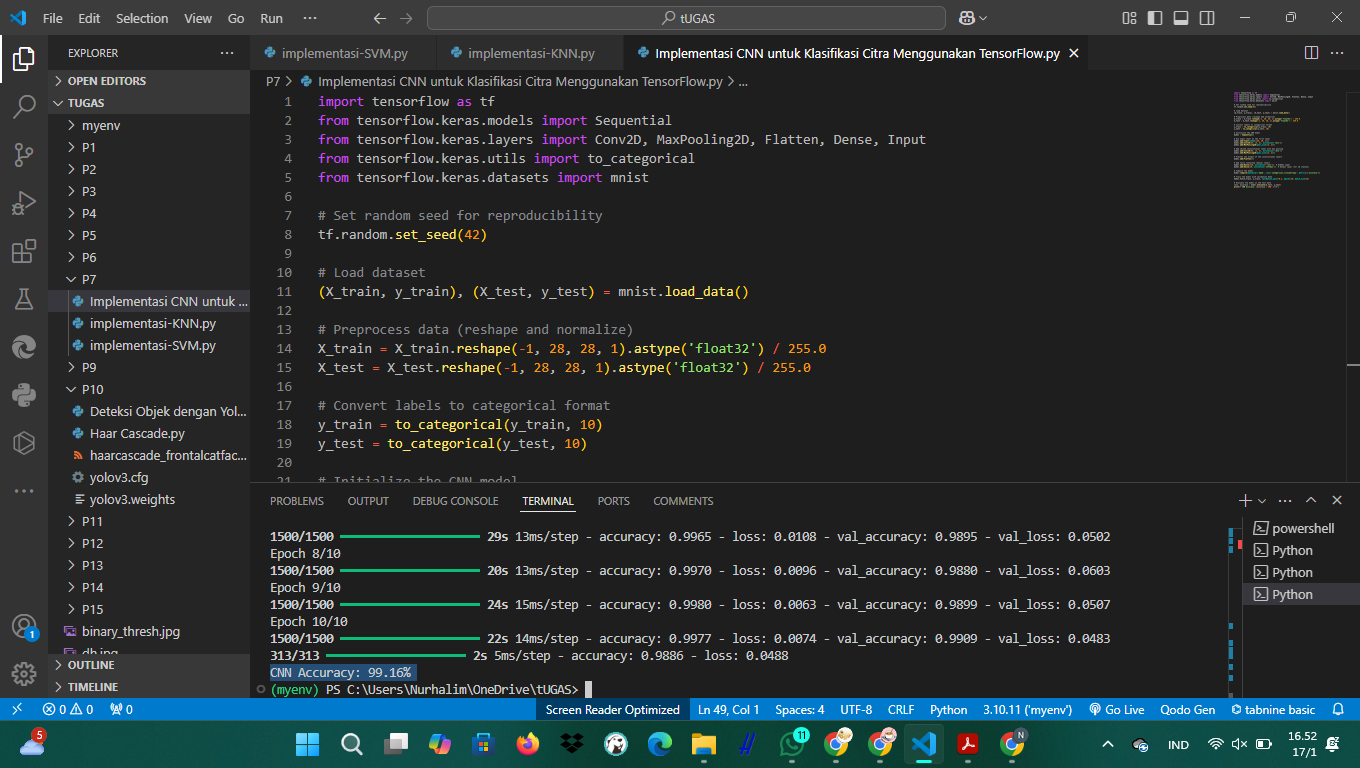 File Edit Selection View Go Run ··· tUGAS
EXPLORER ···
OPEN EDITORS
TUGAS
myenv
P1
P2
P3
P4
P5
P6
P7
Implementasi CNN untuk ...
implementasi-KNN.py
implementasi-SVM.py
P9
P10
Deteksi Objek dengan Yol...
Haar Cascade.py
haarcascade_frontalcatfac...
yolov3.cfg
yolov3.weights
P11
P12
P13
P14
P15
binary_thresh.jpg
dh.jpg
OUTLINE
TIMELINE
1
implementasi-SVM.py implementasi-KNN.py Implementasi CNN untuk Klasifikasi Citra Menggunakan TensorFlow.py
P7 > Implementasi CNN untuk Klasifikasi Citra Menggunakan TensorFlow.py > ...
1 import tensorflow as tf
2 from tensorflow.keras.models import Sequential
3 from tensorflow.keras.layers import Conv2D, MaxPooling2D, Flatten, Dense, Input
4 from tensorflow.keras.utils import to_categorical
5 from tensorflow.keras.datasets import mnist
6
7 # Set random seed for reproducibility
8 tf.random.set_seed(42)
9
10 # Load dataset
11 (X_train, y_train), (X_test, y_test) = mnist.load_data()
12
13 # Preprocess data (reshape and normalize)
14 X_train = X_train.reshape(-1, 28, 28, 1).astype('float32') / 255.0
15 X_test = X_test.reshape(-1, 28, 28, 1).astype('float32') / 255.0
16
17 # Convert labels to categorical format
18 y_train = to_categorical(y_train, 10)
19 y_test = to_categorical(y_test, 10)
20
21 # Initialize the CNN model
PROBLEMS OUTPUT DEBUG CONSOLE TERMINAL PORTS COMMENTS
1500/1500 29s 13ms/step - accuracy: 0.9965 - loss: 0.0108 - val_accuracy: 0.9895 - val_loss: 0.0502
Epoch 8/10
1500/1500 20s 13ms/step - accuracy: 0.9970 - loss: 0.0096 - val_accuracy: 0.9880 - val_loss: 0.0603
Epoch 9/10
1500/1500 24s 15ms/step - accuracy: 0.9980 - loss: 0.0063 - val_accuracy: 0.9899 - val_loss: 0.0507
Epoch 10/10
1500/1500 22s 14ms/step - accuracy: 0.9977 - loss: 0.0074 - val_accuracy: 0.9909 - val_loss: 0.0483
313/313 2s 5ms/step - accuracy: 0.9886 - loss: 0.0488
CNN Accuracy: 99.16%
(myenv) PS C:\Users\Nurhalim\OneDrive\tUGAS>
powershell
Python
Python
Python
0 0 0 Screen Reader Optimized Ln 49, Col 1 Spaces: 4 UTF-8 CRLF Python 3.10.11 ('myenv') Go Live Qodo Gen tabnine basic
5 11 N IND 16.52
17/1